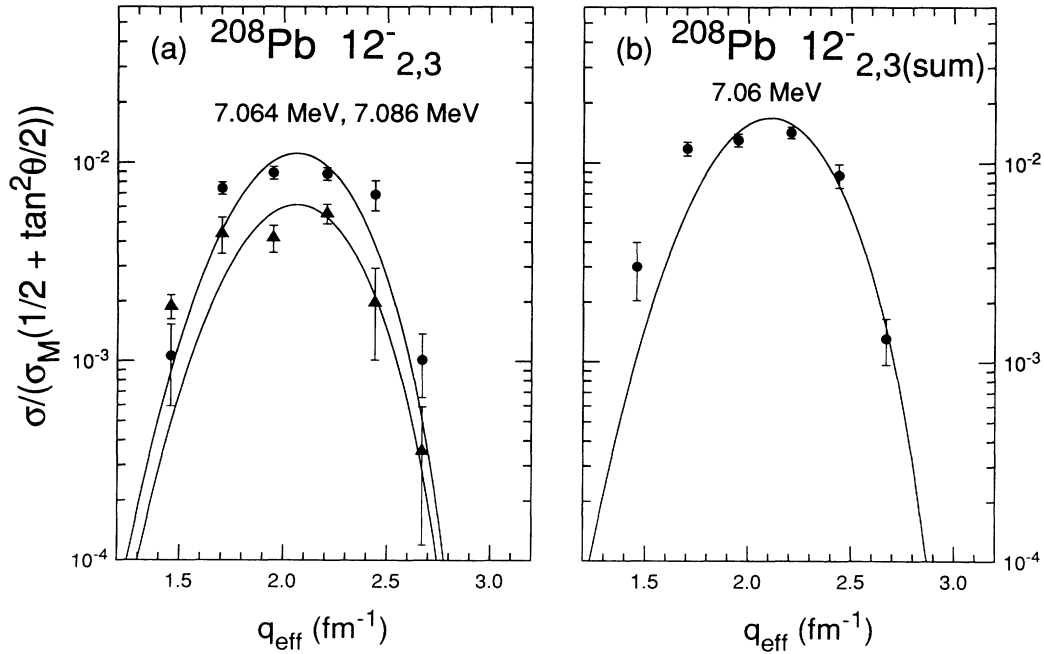 σ/(σM(1/2 + tan²θ/2))
(a) ²⁰⁸Pb 12⁻2,3
7.064 MeV, 7.086 MeV
10⁻²
10⁻³
10⁻⁴
1.5 2.0 2.5 3.0
qeff (fm⁻¹)
(b) ²⁰⁸Pb 12⁻2,3(sum)
7.06 MeV
10⁻²
10⁻³
10⁻⁴
1.5 2.0 2.5 3.0
qeff (fm⁻¹)